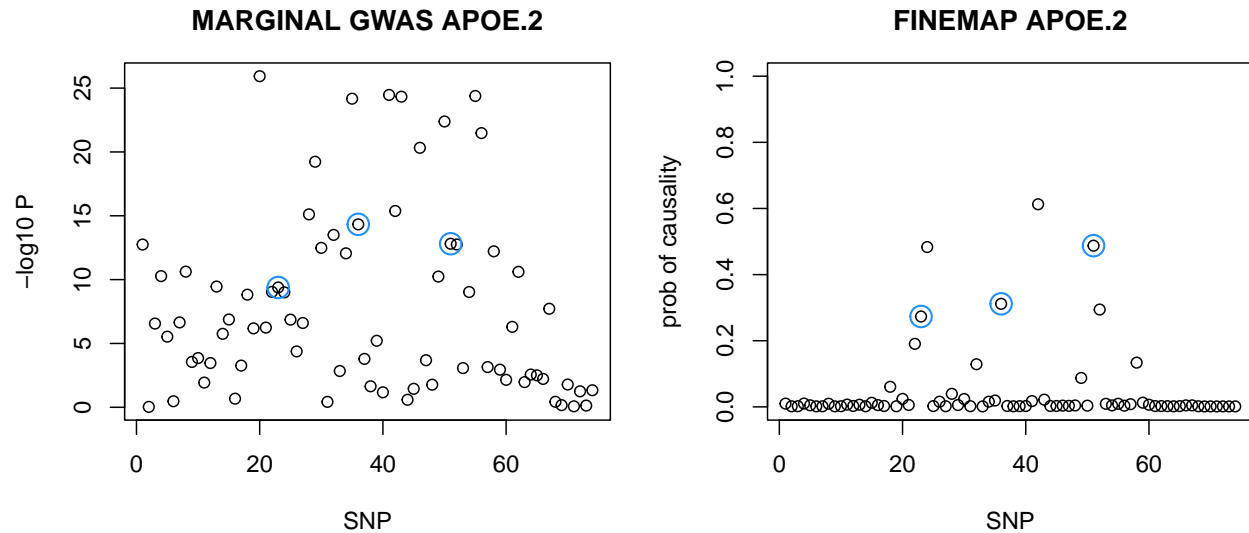 MARGINAL GWAS APOE.2
−log10 P
25
20
15
10
5
0
0 20 40 60
SNP
FINEMAP APOE.2
prob of causality
1.0
0.8
0.6
0.4
0.2
0.0
0 20 40 60
SNP